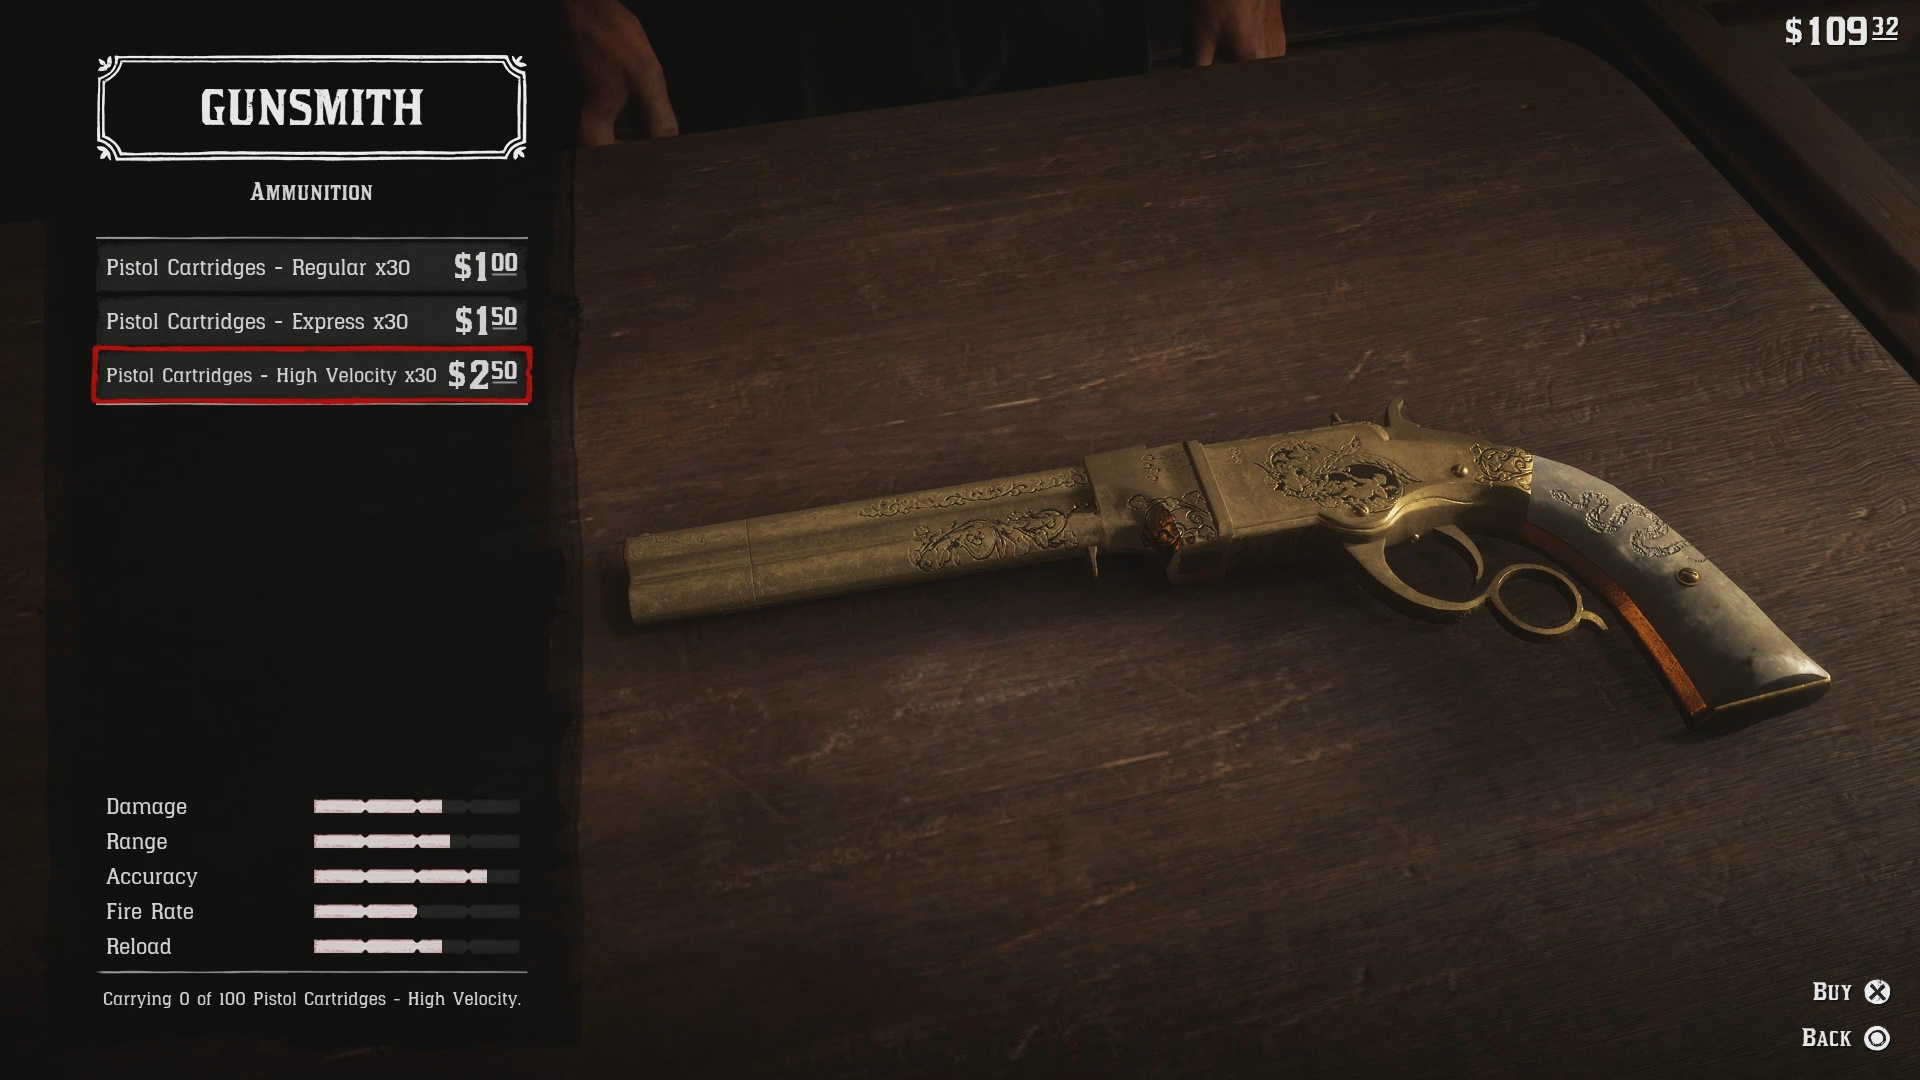 $109 32
GUNSMITH
AMMUNITION
Pistol Cartridges - Regular x30 $1 00
Pistol Cartridges - Express x30 $1 50
Pistol Cartridges - High Velocity x30 $2 50
Damage
Range
Accuracy
Fire Rate
Reload
Carrying 0 of 100 Pistol Cartridges - High Velocity.
BUY
BACK